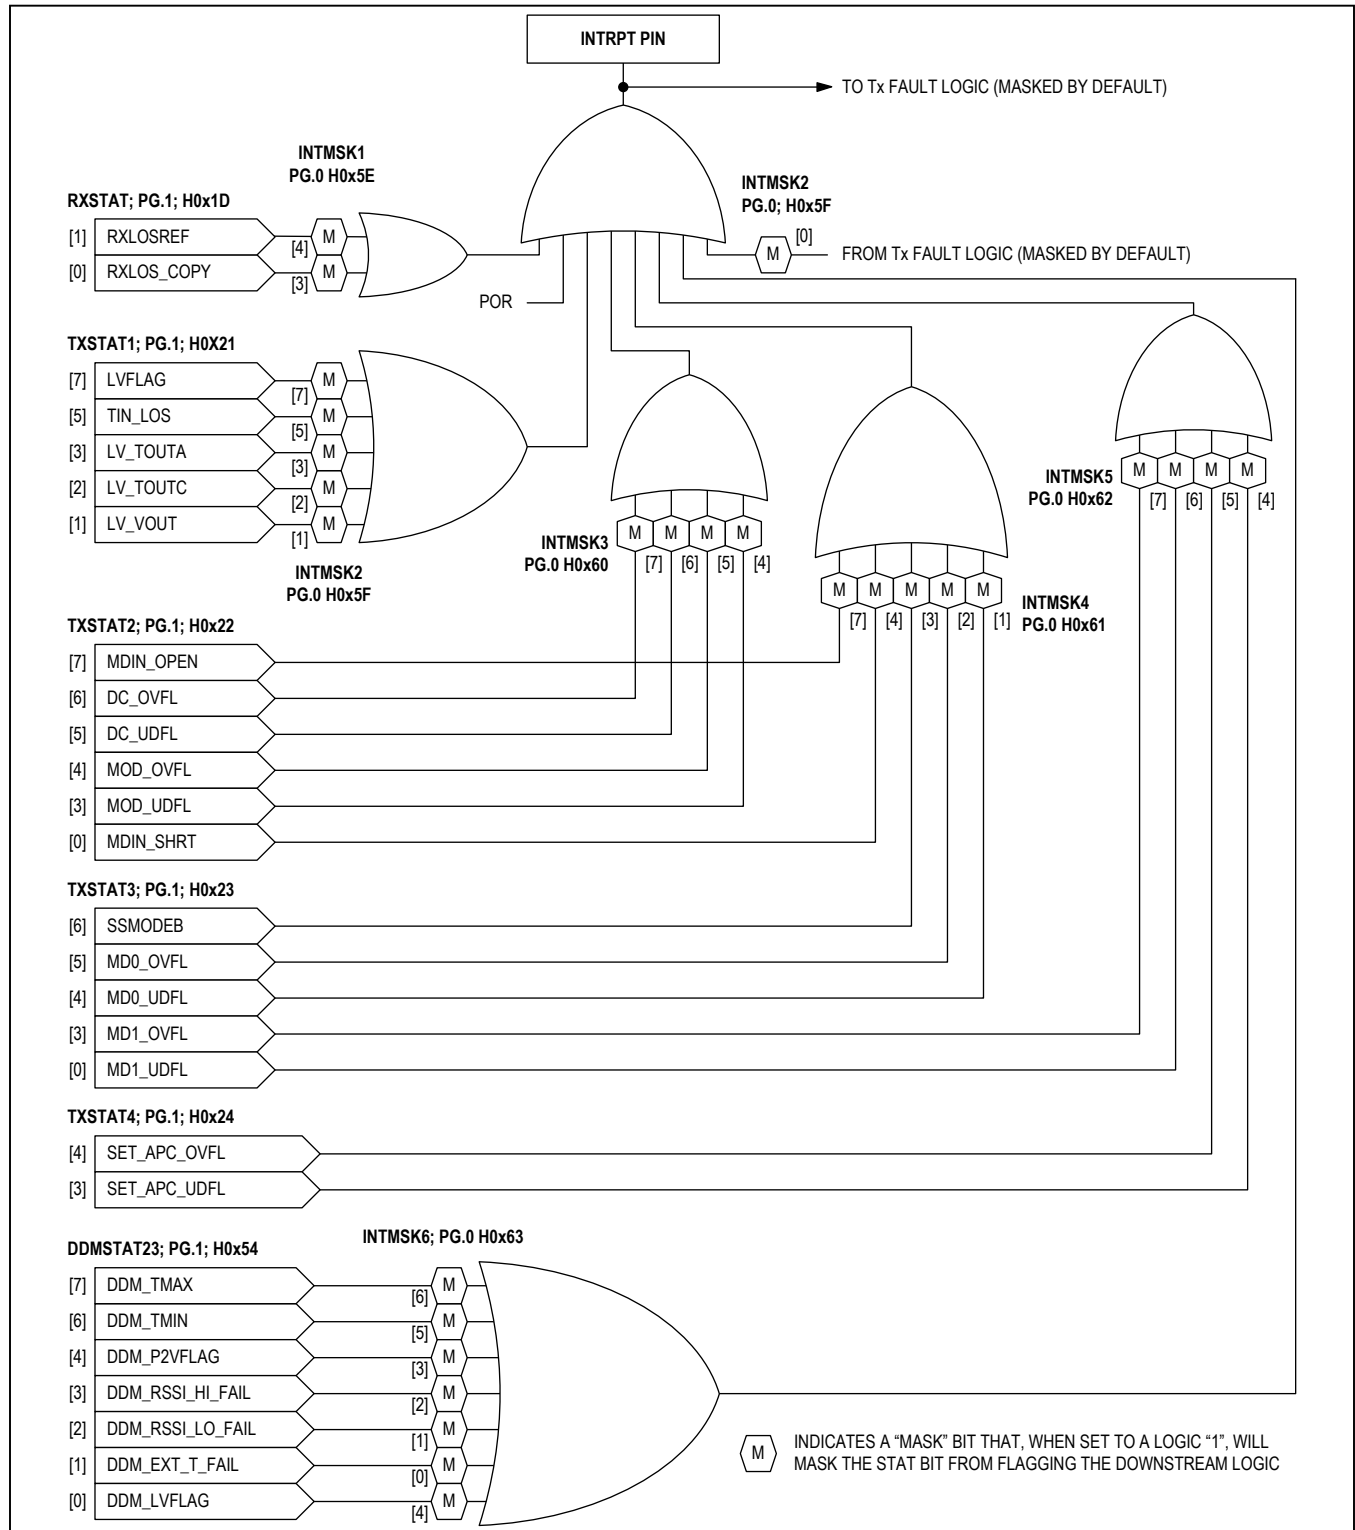 INTRPT PIN
TO Tx FAULT LOGIC (MASKED BY DEFAULT)
INTMSK1
PG.0 H0x5E
INTMSK2
PG.0; H0x5F
[0]
M
FROM Tx FAULT LOGIC (MASKED BY DEFAULT)
POR
RXSTAT; PG.1; H0x1D
[1] RXLOSREF [4] M
[0] RXLOS_COPY [3] M
TXSTAT1; PG.1; H0X21
[7] LVFLAG [7] M
[5] TIN_LOS [5] M
[3] LV_TOUTA [3] M
[2] LV_TOUTC [2] M
[1] LV_VOUT [1] M
INTMSK2
PG.0 H0x5F
INTMSK3
PG.0 H0x60
M M M M
[7] [6] [5] [4]
M M M M M
[7] [4] [3] [2] [1]
INTMSK4
PG.0 H0x61
INTMSK5
PG.0 H0x62
M M M M
[7] [6] [5] [4]
TXSTAT2; PG.1; H0x22
[7] MDIN_OPEN
[6] DC_OVFL
[5] DC_UDFL
[4] MOD_OVFL
[3] MOD_UDFL
[0] MDIN_SHRT
TXSTAT3; PG.1; H0x23
[6] SSMODEB
[5] MD0_OVFL
[4] MD0_UDFL
[3] MD1_OVFL
[0] MD1_UDFL
TXSTAT4; PG.1; H0x24
[4] SET_APC_OVFL
[3] SET_APC_UDFL
DDMSTAT23; PG.1; H0x54
INTMSK6; PG.0 H0x63
[7] DDM_TMAX [6] M
[6] DDM_TMIN [5] M
[4] DDM_P2VFLAG [3] M
[3] DDM_RSSI_HI_FAIL [2] M
[2] DDM_RSSI_LO_FAIL [1] M
[1] DDM_EXT_T_FAIL [0] M
[0] DDM_LVFLAG [4] M
M INDICATES A “MASK” BIT THAT, WHEN SET TO A LOGIC “1”, WILL
MASK THE STAT BIT FROM FLAGGING THE DOWNSTREAM LOGIC